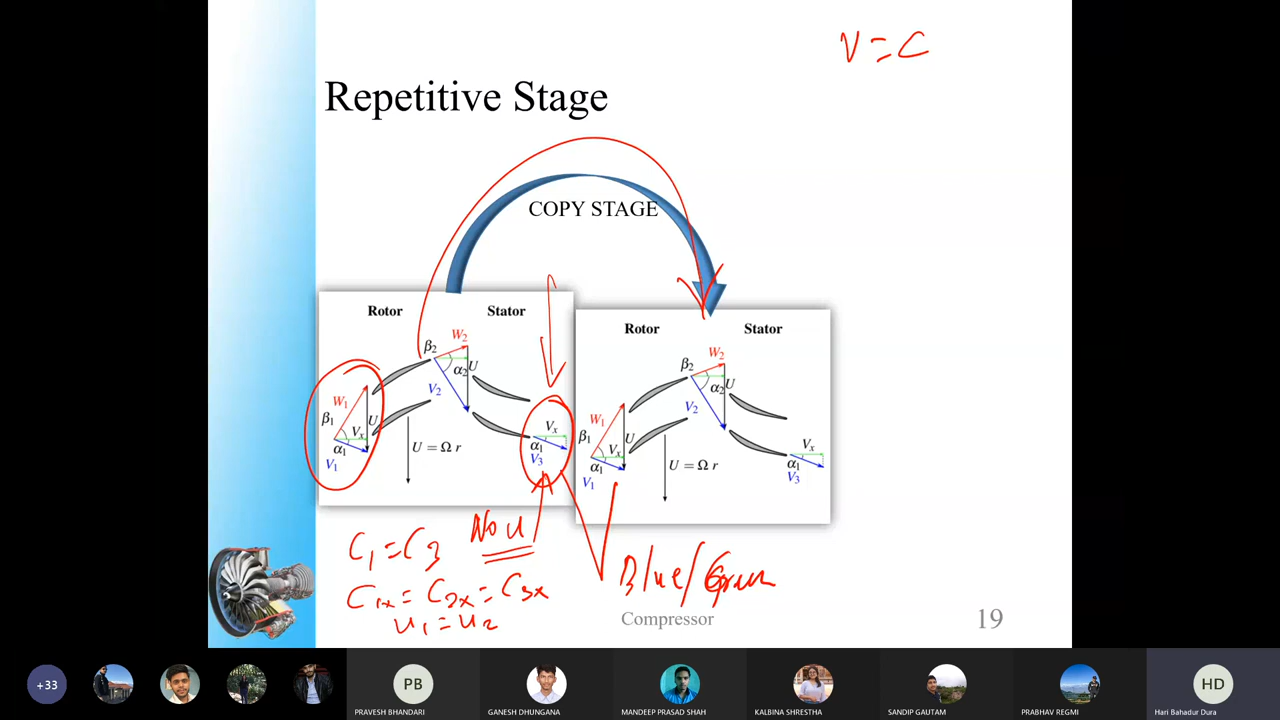 V = C
Repetitive Stage
COPY STAGE
Rotor
Stator
β2
W2
α2
U
V2
W1
β1
U
Vx
α1
V1
Vx
α1
V3
U = Ω r
Rotor
Stator
β2
W2
α2
U
V2
W1
β1
U
Vx
α1
V1
Vx
α1
V3
U = Ω r
C1 = C3
No U
C1x = C2x = C3x
U1 = U2
Blue/Green
Compressor
19
+33
PB
HD
PRAVESH BHANDARI
GANESH DHUNGANA
MANDEEP PRASAD SHAH
KALBINA SHRESTHA
SANDIP GAUTAM
PRABHAV REGMI
Hari Bahadur Dura